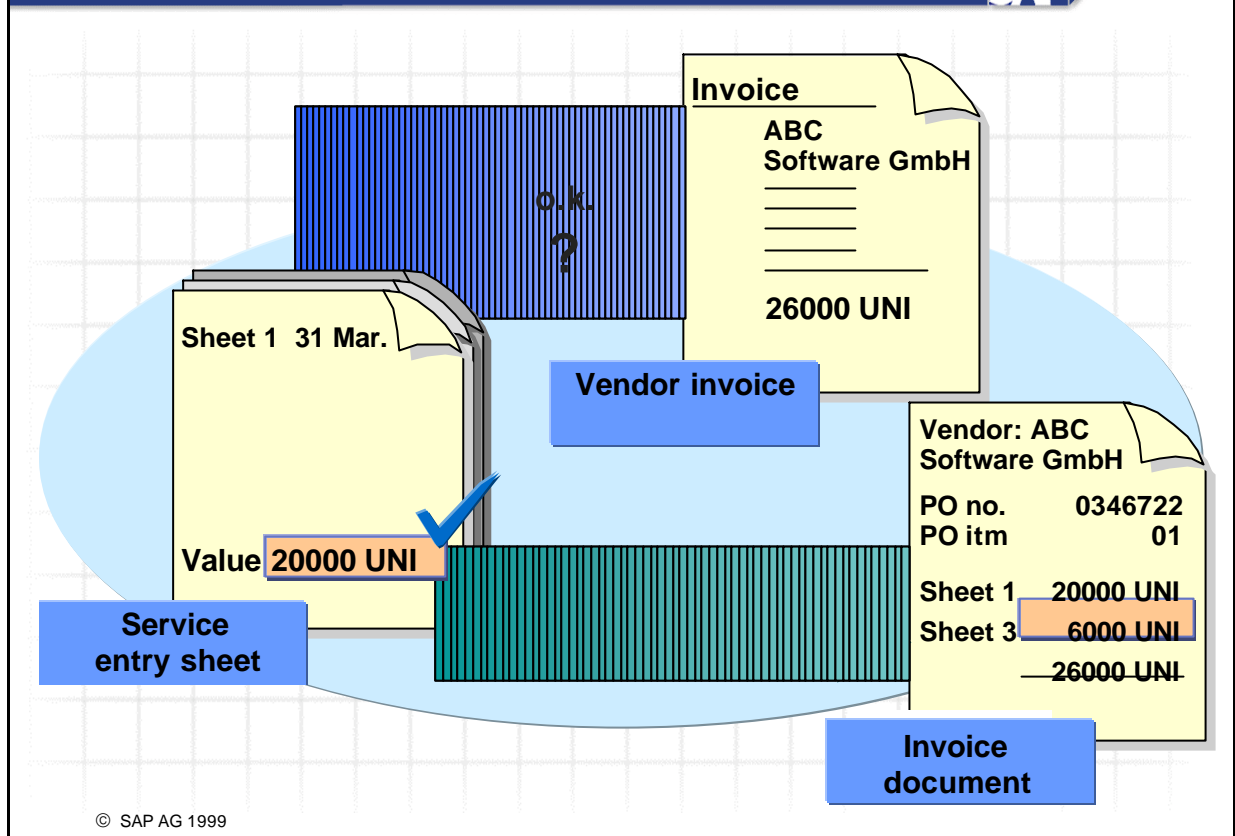 Invoice
ABC
Software GmbH
o.k.
?
26000 UNI
Sheet 1 31 Mar.
Vendor invoice
Value 20000 UNI
Service
entry sheet
Vendor: ABC
Software GmbH
PO no. 0346722
PO itm 01
Sheet 1 20000 UNI
Sheet 3 6000 UNI
26000 UNI
Invoice
document
© SAP AG 1999